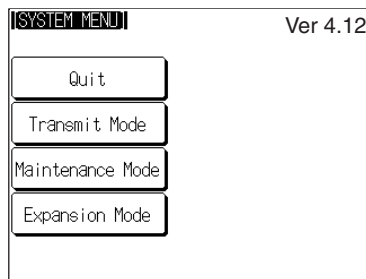 [SYSTEM MENU]
Ver 4.12
Quit
Transmit Mode
Maintenance Mode
Expansion Mode